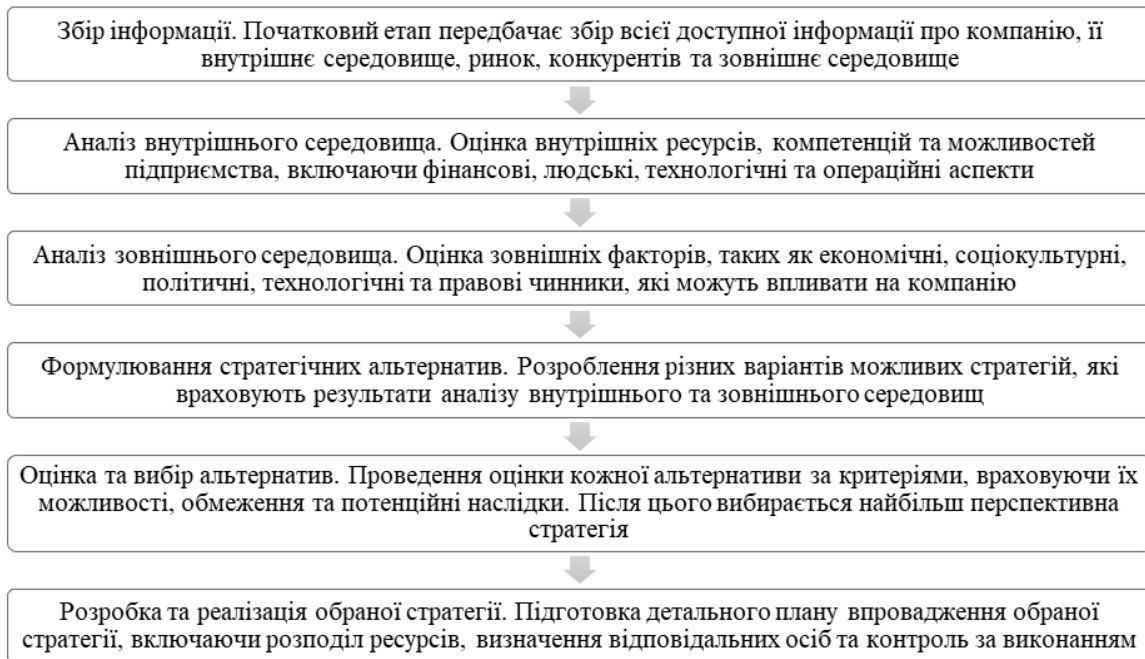 Збір інформації. Початковий етап передбачає збір всієї доступної інформації про компанію, її
внутрішнє середовище, ринок, конкурентів та зовнішнє середовище
Аналіз внутрішнього середовища. Оцінка внутрішніх ресурсів, компетенцій та можливостей
підприємства, включаючи фінансові, людські, технологічні та операційні аспекти
Аналіз зовнішнього середовища. Оцінка зовнішніх факторів, таких як економічні, соціокультурні,
політичні, технологічні та правові чинники, які можуть впливати на компанію
Формулювання стратегічних альтернатив. Розроблення різних варіантів можливих стратегій, які
враховують результати аналізу внутрішнього та зовнішнього середовищ
Оцінка та вибір альтернатив. Проведення оцінки кожної альтернативи за критеріями, враховуючи їх
можливості, обмеження та потенційні наслідки. Після цього вибирається найбільш перспективна
стратегія
Розробка та реалізація обраної стратегії. Підготовка детального плану впровадження обраної
стратегії, включаючи розподіл ресурсів, визначення відповідальних осіб та контроль за виконанням